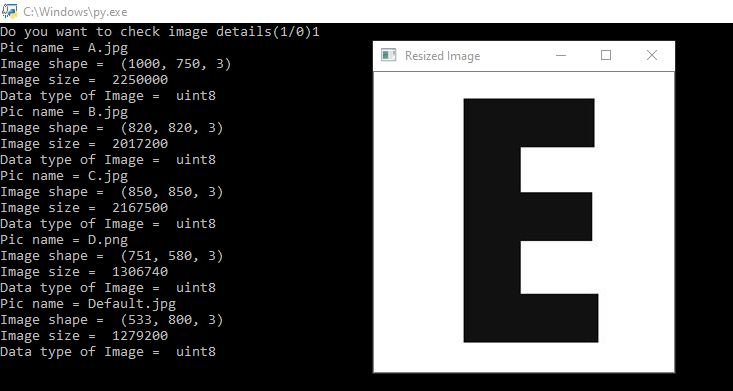 C:\Windows\py.exe
Do you want to check image details(1/0)1
Pic name = A.jpg
Image shape =  (1000, 750, 3)
Image size =  2250000
Data type of Image =  uint8
Pic name = B.jpg
Image shape =  (820, 820, 3)
Image size =  2017200
Data type of Image =  uint8
Pic name = C.jpg
Image shape =  (850, 850, 3)
Image size =  2167500
Data type of Image =  uint8
Pic name = D.png
Image shape =  (751, 580, 3)
Image size =  1306740
Data type of Image =  uint8
Pic name = Default.jpg
Image shape =  (533, 800, 3)
Image size =  1279200
Data type of Image =  uint8
Resized Image
E